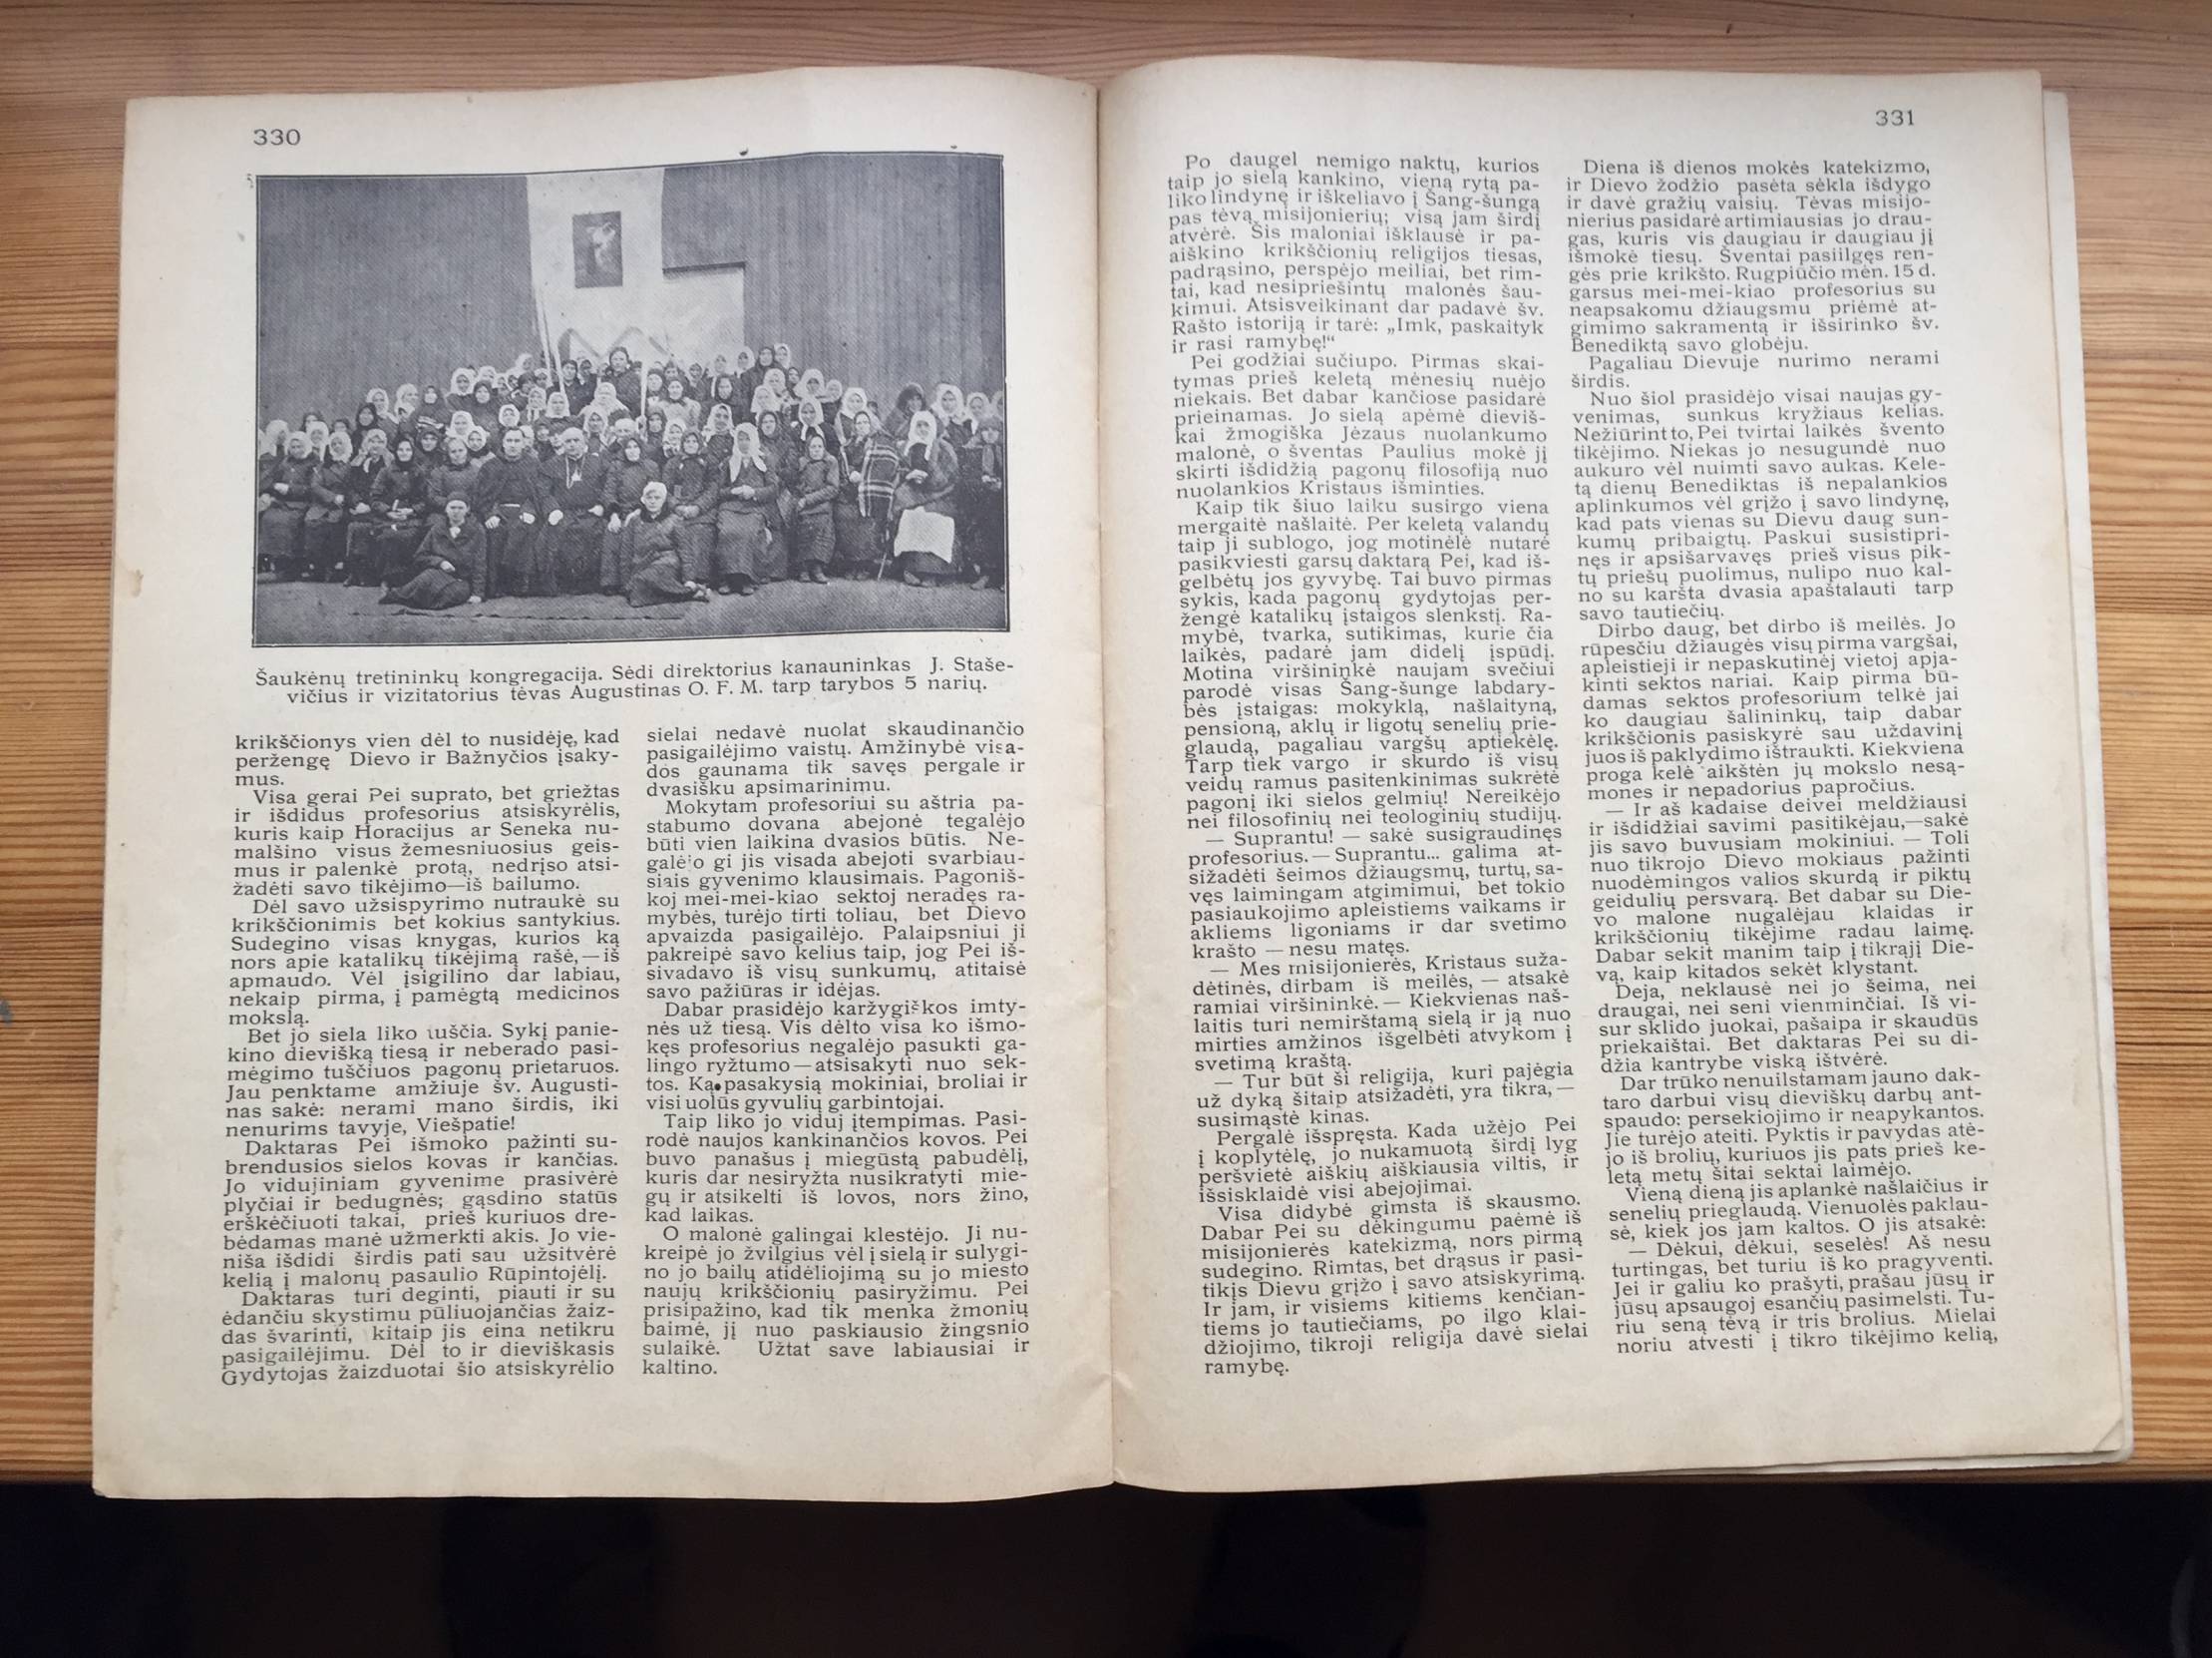 330
Šaukėnų tretininkų kongregacija. Sėdi direktorius kanauninkas J. Staše-
vičius ir vizitatorius tėvas Augustinas O. F. M. tarp tarybos 5 narių.
krikščionys vien dėl to nusidėję, kad
peržengę Dievo ir Bažnyčios įsaky-
mus.
Visa gerai Pei suprato, bet griežtas
ir išdidus profesorius atsiskyrėlis,
kuris kaip Horacijus ar Seneka nu-
malšino visus žemesniuosius geis-
mus ir palenkė protą, nedrįso atsi-
žadėti savo tikėjimo—iš bailumo.
Dėl savo užsispyrimo nutraukė su
krikščionimis bet kokius santykius.
Sudegino visas knygas, kurios ką
nors apie katalikų tikėjimą rašė,—iš
apmaudo. Vėl įsigilino dar labiau,
nekaip pirma, į pamėgtą medicinos
mokslą.
Bet jo siela liko tuščia. Sykį panie-
kino dievišką tiesą ir neberado pasi-
mėgimo tuščiuos pagonų prietaruos.
Jau penktame amžiuje šv. Augusti-
nas sakė: nerami mano širdis, iki
nenurims tavyje, Viešpatie!
Daktaras Pei išmoko pažinti su-
brendusios sielos kovas ir kančias.
Jo vidujiniam gyvenime prasivėrė
plyčiai ir bedugnės; gąsdino statūs
erškėčiuoti takai, prieš kuriuos dre-
bėdamas manė užmerkti akis. Jo vie-
niša išdidi širdis pati sau užsitvėrė
kelią į malonų pasaulio Rūpintojėlį.
Daktaras turi deginti, piauti ir su
ėdančiu skystimu pūliuojančias žaiz-
das švarinti, kitaip jis eina netikru
pasigailėjimu. Dėl to ir dieviškasis
Gydytojas žaizduotai šio atsiskyrėlio
sielai nedavė nuolat skaudinančio
pasigailėjimo vaistų. Amžinybė visa-
dos gaunama tik savęs pergale ir
dvasišku apsimarinimu.
Mokytam profesoriui su aštria pa-
stabumo dovana abejonė tegalėjo
būti vien laikina dvasios būtis. Ne-
galėjo gi jis visada abejoti svarbiau-
siais gyvenimo klausimais. Pagoniš-
koj mei-mei-kiao sektoj neradęs ra-
mybės, turėjo tirti toliau, bet Dievo
apvaizda pasigailėjo. Palaipsniui ji
pakreipė savo kelius taip, jog Pei iš-
sivadavo iš visų sunkumų, atitaisė
savo pažiūras ir idėjas.
Dabar prasidėjo karžygiškos imty-
nės už tiesą. Vis dėlto visa ko išmo-
kęs profesorius negalėjo pasukti ga-
lingo ryžtumo—atsisakyti nuo sek-
tos. Ką pasakysią mokiniai, broliai ir
visi uolūs gyvulių garbintojai.
Taip liko jo viduj įtempimas. Pasi-
rodė naujos kankinančios kovos. Pei
buvo panašus į miegūstą pabudėlį,
kuris dar nesiryžta nusikratyti mie-
gų ir atsikelti iš lovos, nors žino,
kad laikas.
O malonė galingai klestėjo. Ji nu-
kreipė jo žvilgius vėl į sielą ir sulygi-
no jo bailų atidėliojimą su jo miesto
naujų krikščionių pasiryžimu. Pei
prisipažino, kad tik menka žmonių
baimė, jį nuo paskiausio žingsnio
sulaikė. Užtat save labiausiai ir
kaltino.
331
Po daugel nemigo naktų, kurios
taip jo sielą kankino, vieną rytą pa-
liko lindynę ir iškeliavo į Šang-šungą
pas tėvą misijonierių; visą jam širdį
atvėrė. Šis maloniai išklausė ir pa-
aiškino krikščionių religijos tiesas,
padrąsino, perspėjo meiliai, bet rim-
tai, kad nesipriešintų malonės šau-
kimui. Atsisveikinant dar padavė šv.
Rašto istoriją ir tarė: „Imk, paskaityk
ir rasi ramybę!“
Pei godžiai sučiupo. Pirmas skai-
tymas prieš keletą mėnesių nuėjo
niekais. Bet dabar kančiose pasidarė
prieinamas. Jo sielą apėmė dieviš-
kai žmogiška Jėzaus nuolankumo
malonė, o šventas Paulius mokė jį
skirti išdidžią pagonų filosofiją nuo
nuolankios Kristaus išminties.
Kaip tik šiuo laiku susirgo viena
mergaitė našlaitė. Per keletą valandų
taip ji sublogo, jog motinėlė nutarė
pasikviesti garsų daktarą Pei, kad iš-
gelbėtų jos gyvybę. Tai buvo pirmas
sykis, kada pagonų gydytojas per-
žengė katalikų įstaigos slenkstį. Ra-
mybė, tvarka, sutikimas, kurie čia
laikės, padarė jam didelį įspūdį.
Motina viršininkė naujam svečiui
parodė visas Šang-šunge labdary-
bės įstaigas: mokyklą, našlaityną,
pensioną, aklų ir ligotų senelių prie-
glaudą, pagaliau vargšų aptiekėlę.
Tarp tiek vargo ir skurdo iš visų
veidų ramus pasitenkinimas sukrėtė
pagonį iki sielos gelmių! Nereikėjo
nei filosofinių nei teologinių studijų.
— Suprantu! — sakė susigraudinęs
profesorius. — Suprantu... galima at-
sižadėti šeimos džiaugsmų, turtų, sa-
vęs laimingam atgimimui, bet tokio
pasiaukojimo apleistiems vaikams ir
akliems ligoniams ir dar svetimo
krašto — nesu matęs.
— Mes misijonierės, Kristaus suža-
dėtinės, dirbam iš meilės, — atsakė
ramiai viršininkė. — Kiekvienas naš-
laitis turi nemirštamą sielą ir ją nuo
mirties amžinos išgelbėti atvykom į
svetimą kraštą.
— Tur būt ši religija, kuri pajėgia
už dyką šitaip atsižadėti, yra tikra, —
susimąstė kinas.
Pergalė išspręsta. Kada užėjo Pei
į koplytėlę, jo nukamuotą širdį lyg
peršvietė aiškių aiškiausia viltis, ir
išsisklaidė visi abejojimai.
Visa didybė gimsta iš skausmo.
Dabar Pei su dėkingumu paėmė iš
misijonierės katekizmą, nors pirmą
sudegino. Rimtas, bet drąsus ir pasi-
tikįs Dievu grįžo į savo atsiskyrimą.
Ir jam, ir visiems kitiems kenčian-
tiems jo tautiečiams, po ilgo klai-
džiojimo, tikroji religija davė sielai
ramybę.
Diena iš dienos mokės katekizmo,
ir Dievo žodžio pasėta sėkla išdygo
ir davė gražių vaisių. Tėvas misijo-
nierius pasidarė artimiausias jo drau-
gas, kuris vis daugiau ir daugiau jį
išmokė tiesų. Šventai pasiilgęs ren-
gės prie krikšto. Rugpiūčio mėn. 15 d.
garsus mei-mei-kiao profesorius su
neapsakomu džiaugsmu priėmė at-
gimimo sakramentą ir išsirinko šv.
Benediktą savo globėju.
Pagaliau Dievuje nurimo nerami
širdis.
Nuo šiol prasidėjo visai naujas gy-
venimas, sunkus kryžiaus kelias.
Nežiūrint to, Pei tvirtai laikės švento
tikėjimo. Niekas jo nesugundė nuo
aukuro vėl nuimti savo aukas. Kele-
tą dienų Benediktas iš nepalankios
aplinkumos vėl grįžo į savo lindynę,
kad pats vienas su Dievu daug sun-
kumų pribaigtų. Paskui susistipri-
nęs ir apsišarvavęs prieš visus pik-
tų priešų puolimus, nulipo nuo kal-
no su karšta dvasia apaštalauti tarp
savo tautiečių.
Dirbo daug, bet dirbo iš meilės. Jo
rūpesčiu džiaugės visų pirma vargšai,
apleistieji ir nepaskutinėj vietoj apja-
kinti sektos nariai. Kaip pirma bū-
damas sektos profesorium telkė jai
ko daugiau šalininkų, taip dabar
krikščionis pasiskyrė sau uždavinį
juos iš paklydimo ištraukti. Kiekviena
proga kelė aikštėn jų mokslo nesą-
mones ir nepadorius papročius.
— Ir aš kadaise deivei meldžiausi
ir išdidžiai savimi pasitikėjau,—sakė
jis savo buvusiam mokiniui. — Toli
nuo tikrojo Dievo mokiaus pažinti
nuodėmingos valios skurdą ir piktų
geidulių persvarą. Bet dabar su Die-
vo malone nugalėjau klaidas ir
krikščionių tikėjime radau laimę.
Dabar sekit manim taip į tikrąjį Die-
vą, kaip kitados sekėt klystant.
Deja, neklausė nei jo šeima, nei
draugai, nei seni vienminčiai. Iš vi-
sur sklido juokai, pašaipa ir skaudūs
priekaištai. Bet daktaras Pei su di-
džia kantrybe viską ištvėrė.
Dar trūko nenuilstamam jauno dak-
taro darbui visų dieviškų darbų ant-
spaudo: persekiojimo ir neapykantos.
Jie turėjo ateiti. Pyktis ir pavydas atė-
jo iš brolių, kuriuos jis pats prieš ke-
letą metų šitai sektai laimėjo.
Vieną dieną jis aplankė našlaičius ir
senelių prieglaudą. Vienuolės paklau-
sė, kiek jos jam kaltos. O jis atsakė:
— Dėkui, dėkui, seselės! Aš nesu
turtingas, bet turiu iš ko pragyventi.
Jei ir galiu ko prašyti, prašau jūsų ir
jūsų apsaugoj esančių pasimelsti. Tu-
riu seną tėvą ir tris brolius. Mielai
noriu atvesti į tikro tikėjimo kelią,